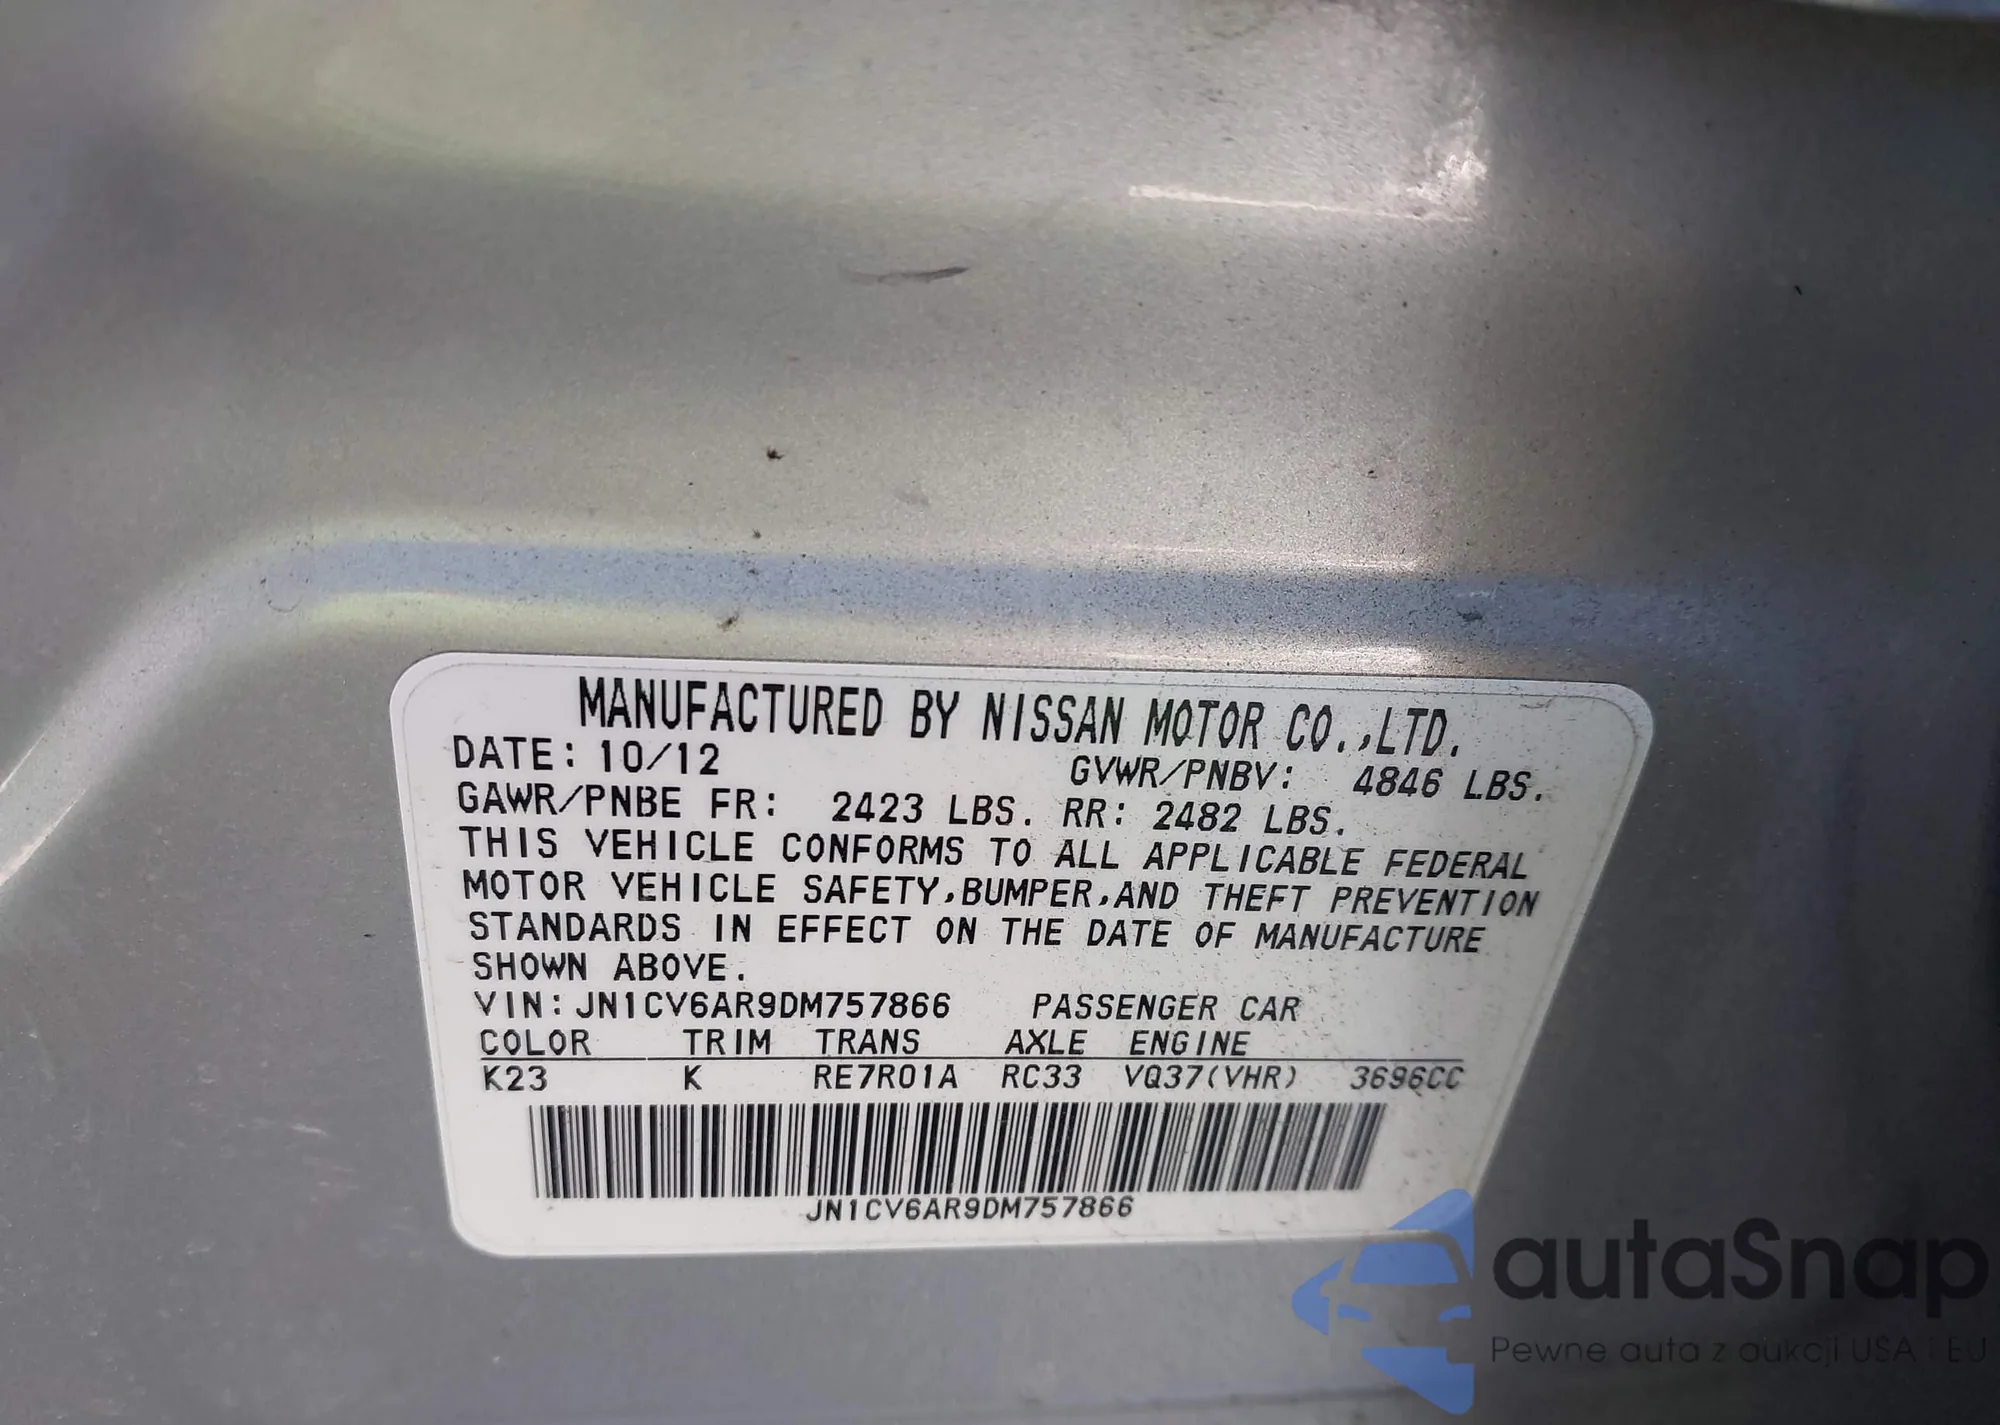 MANUFACTURED BY NISSAN MOTOR CO.,LTD.
DATE: 10/12 GVWR/PNBV: 4846 LBS.
GAWR/PNBE FR: 2423 LBS. RR: 2482 LBS.
THIS VEHICLE CONFORMS TO ALL APPLICABLE FEDERAL
MOTOR VEHICLE SAFETY,BUMPER,AND THEFT PREVENTION
STANDARDS IN EFFECT ON THE DATE OF MANUFACTURE
SHOWN ABOVE.
VIN:JN1CV6AR9DM757866 PASSENGER CAR
COLOR TRIM TRANS AXLE ENGINE
K23 K RE7R01A RC33 VQ37(VHR) 3696CC
JN1CV6AR9DM757866
autaSnap
Pewne auta z aukcji USA i EU